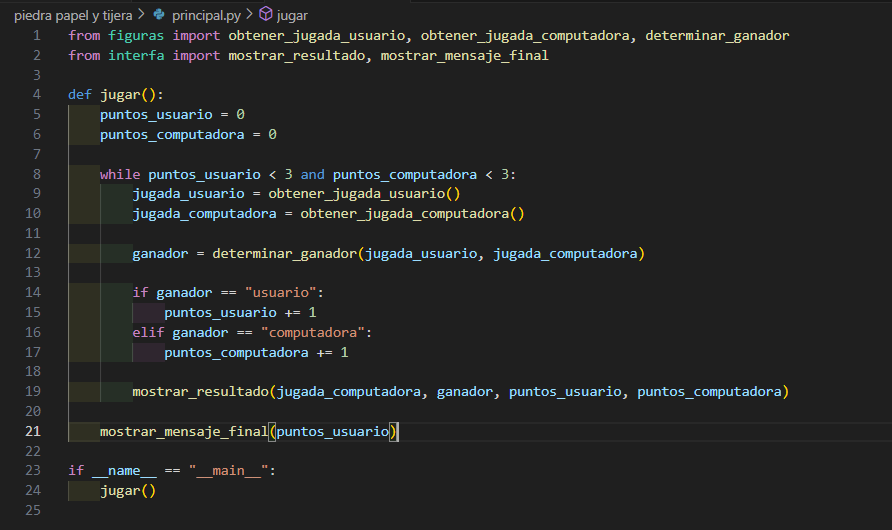 piedra papel y tijera > principal.py > jugar
1 from figuras import obtener_jugada_usuario, obtener_jugada_computadora, determinar_ganador
2 from interfa import mostrar_resultado, mostrar_mensaje_final
3
4 def jugar():
5     puntos_usuario = 0
6     puntos_computadora = 0
7
8     while puntos_usuario < 3 and puntos_computadora < 3:
9         jugada_usuario = obtener_jugada_usuario()
10         jugada_computadora = obtener_jugada_computadora()
11
12         ganador = determinar_ganador(jugada_usuario, jugada_computadora)
13
14         if ganador == "usuario":
15             puntos_usuario += 1
16         elif ganador == "computadora":
17             puntos_computadora += 1
18
19         mostrar_resultado(jugada_computadora, ganador, puntos_usuario, puntos_computadora)
20
21     mostrar_mensaje_final(puntos_usuario)
22
23 if __name__ == "__main__":
24     jugar()
25